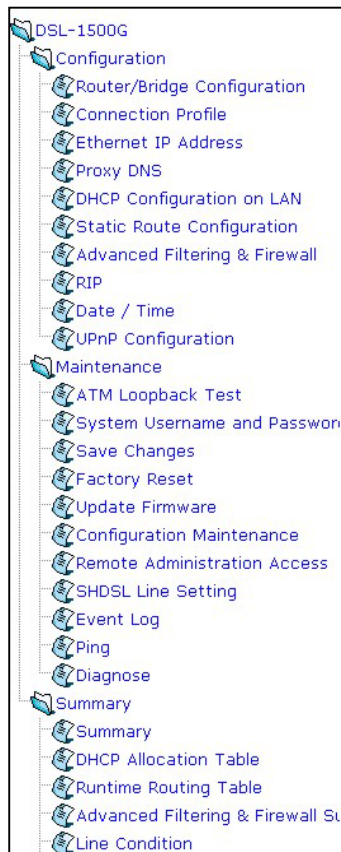 DSL-1500G
Configuration
Router/Bridge Configuration
Connection Profile
Ethernet IP Address
Proxy DNS
DHCP Configuration on LAN
Static Route Configuration
Advanced Filtering & Firewall
RIP
Date / Time
UPnP Configuration
Maintenance
ATM Loopback Test
System Username and Passwor
Save Changes
Factory Reset
Update Firmware
Configuration Maintenance
Remote Administration Access
SHDSL Line Setting
Event Log
Ping
Diagnose
Summary
Summary
DHCP Allocation Table
Runtime Routing Table
Advanced Filtering & Firewall Su
Line Condition